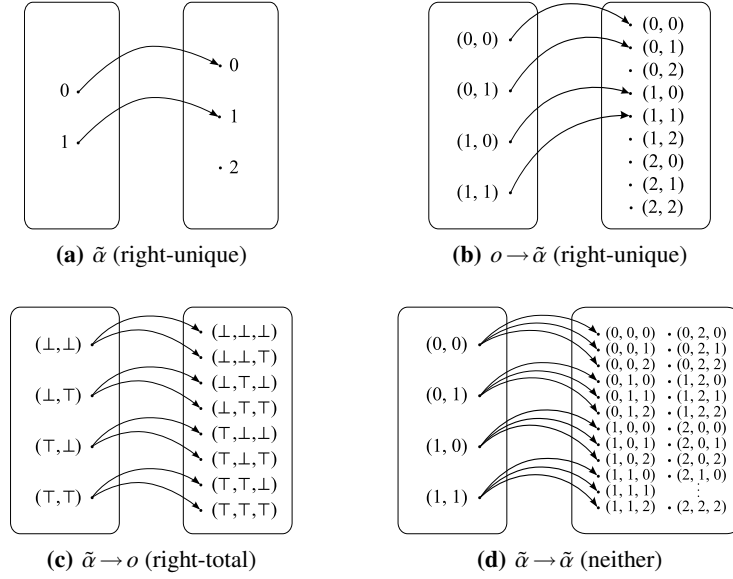 0
1
0
1
2
(a) α̃ (right-unique)
(0, 0)
(0, 1)
(1, 0)
(1, 1)
(0, 0)
(0, 1)
(0, 2)
(1, 0)
(1, 1)
(1, 2)
(2, 0)
(2, 1)
(2, 2)
(b) o → α̃ (right-unique)
(⊥,⊥)
(⊥,⊤)
(⊤,⊥)
(⊤,⊤)
(⊥,⊥,⊥)
(⊥,⊥,⊤)
(⊥,⊤,⊥)
(⊥,⊤,⊤)
(⊤,⊥,⊥)
(⊤,⊥,⊤)
(⊤,⊤,⊥)
(⊤,⊤,⊤)
(c) α̃ → o (right-total)
(0, 0)
(0, 1)
(1, 0)
(1, 1)
(0, 0, 0) (0, 2, 0)
(0, 0, 1) (0, 2, 1)
(0, 0, 2) (0, 2, 2)
(0, 1, 0) (1, 2, 0)
(0, 1, 1) (1, 2, 1)
(0, 1, 2) (1, 2, 2)
(1, 0, 0) (2, 0, 0)
(1, 0, 1) (2, 0, 1)
(1, 0, 2) (2, 0, 2)
(1, 1, 0) (2, 1, 0)
(1, 1, 1) ⋮
(1, 1, 2) (2, 2, 2)
(d) α̃ → α̃ (neither)